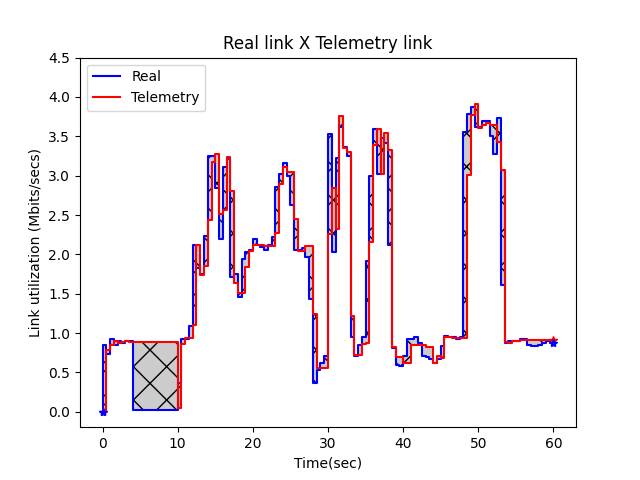 Real link X Telemetry link
Real
Telemetry
Link utilization (Mbits/secs)
4.5
4.0
3.5
3.0
2.5
2.0
1.5
1.0
0.5
0.0
0 10 20 30 40 50 60
Time(sec)